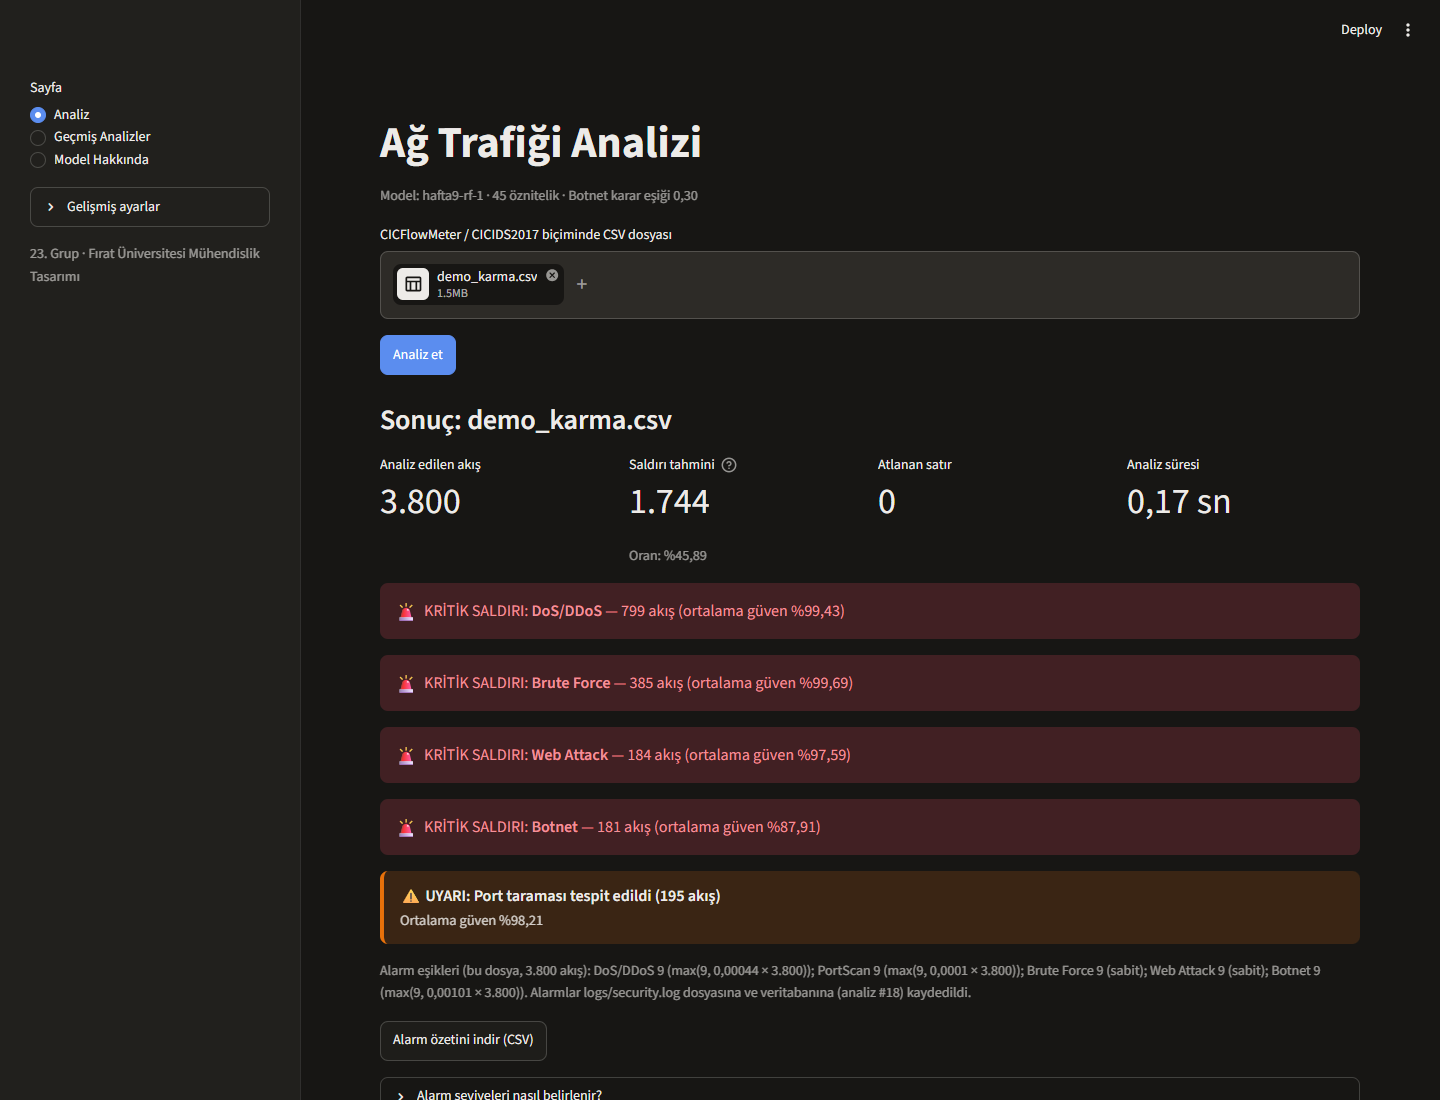 Deploy
Sayfa
Analiz
Geçmiş Analizler
Model Hakkında
Gelişmiş ayarlar
23. Grup · Fırat Üniversitesi Mühendislik
Tasarımı
Ağ Trafiği Analizi
Model: hafta9-rf-1 · 45 öznitelik · Botnet karar eşiği 0,30
CICFlowMeter / CICIDS2017 biçiminde CSV dosyası
demo_karma.csv
1.5MB
Analiz et
Sonuç: demo_karma.csv
Analiz edilen akış
3.800
Saldırı tahmini
1.744
Oran: %45,89
Atlanan satır
0
Analiz süresi
0,17 sn
KRİTİK SALDIRI: DoS/DDoS — 799 akış (ortalama güven %99,43)
KRİTİK SALDIRI: Brute Force — 385 akış (ortalama güven %99,69)
KRİTİK SALDIRI: Web Attack — 184 akış (ortalama güven %97,59)
KRİTİK SALDIRI: Botnet — 181 akış (ortalama güven %87,91)
UYARI: Port taraması tespit edildi (195 akış)
Ortalama güven %98,21
Alarm eşikleri (bu dosya, 3.800 akış): DoS/DDoS 9 (max(9, 0,00044 × 3.800)); PortScan 9 (max(9, 0,0001 × 3.800)); Brute Force 9 (sabit); Web Attack 9 (sabit); Botnet 9
(max(9, 0,00101 × 3.800)). Alarmlar logs/security.log dosyasına ve veritabanına (analiz #18) kaydedildi.
Alarm özetini indir (CSV)
Alarm seviyeleri nasıl belirlenir?